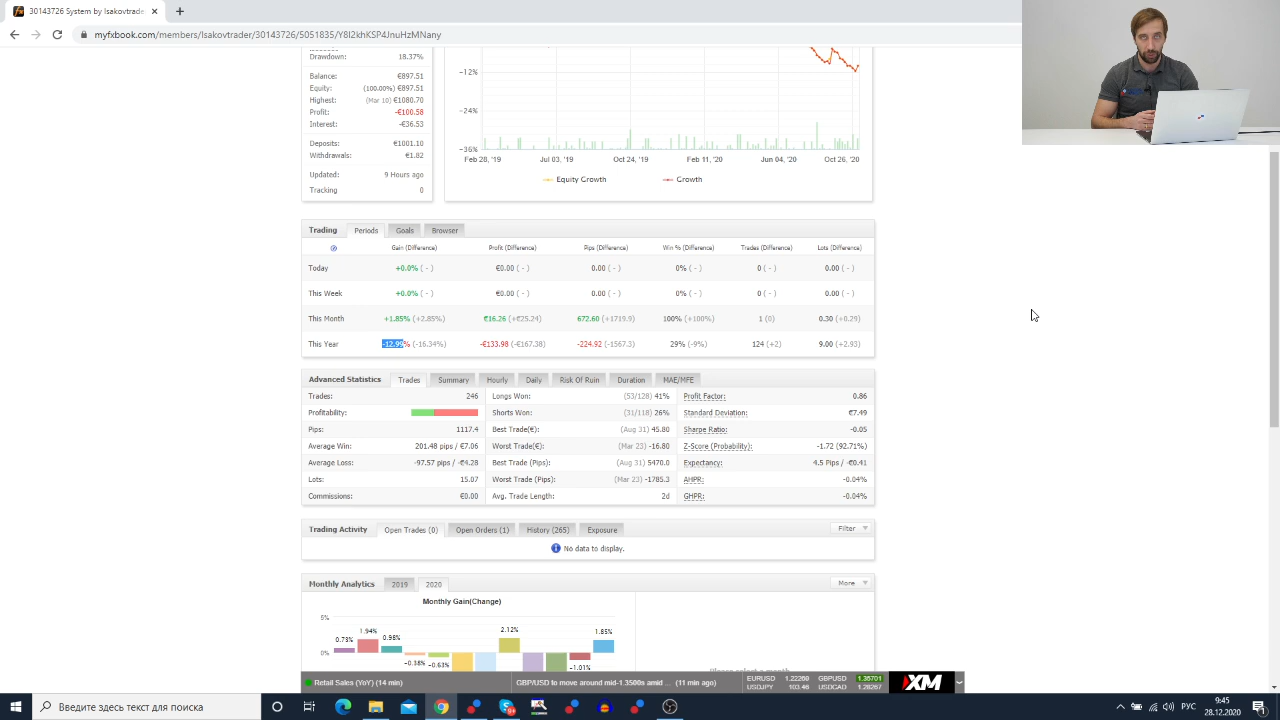 30143726 System by Isakovtrader
myfxbook.com/members/Isakovtrader/30143726/5051835/Y8I2khKSP4JnuHzMNany
Drawdown: 18.37%
Balance: €897.51
Equity: (100.00%) €897.51
Highest: (Mar 10) €1080.70
Profit: -€100.58
Interest: -€36.53
Deposits: €1001.10
Withdrawals: €1.82
Updated: 9 Hours ago
Tracking 0
-12%
-24%
-36%
Feb 28, '19 Jul 03, '19 Oct 24, '19 Feb 11, '20 Jun 04, '20 Oct 26, '20
Equity Growth Growth
Trading Periods Goals Browser
Gain (Difference) Profit (Difference) Pips (Difference) Win % (Difference) Trades (Difference) Lots (Difference)
Today +0.0% ( - ) €0.00 ( - ) 0.00 ( - ) 0% ( - ) 0 ( - ) 0.00 ( - )
This Week +0.0% ( - ) €0.00 ( - ) 0.00 ( - ) 0% ( - ) 0 ( - ) 0.00 ( - )
This Month +1.85% (+2.85%) €16.26 (+€25.24) 672.60 (+1719.9) 100% (+100%) 1 (0) 0.30 (+0.29)
This Year -12.99% (-16.34%) -€133.98 (-€167.38) -224.92 (-1567.3) 29% (-9%) 124 (+2) 9.00 (+2.93)
Advanced Statistics Trades Summary Hourly Daily Risk Of Ruin Duration MAE/MFE
Trades: 246 Longs Won: (53/128) 41% Profit Factor: 0.86
Profitability: Shorts Won: (31/118) 26% Standard Deviation: €7.49
Pips: 1117.4 Best Trade(€): (Aug 31) 45.80 Sharpe Ratio: -0.05
Average Win: 201.48 pips / €7.06 Worst Trade(€): (Mar 23) -16.80 Z-Score (Probability): -1.72 (92.71%)
Average Loss: -97.57 pips / -€4.28 Best Trade (Pips): (Aug 31) 5470.0 Expectancy: 4.5 Pips / -€0.41
Lots: 15.07 Worst Trade (Pips): (Mar 23) -1785.3 AHPR: -0.04%
Commissions: €0.00 Avg. Trade Length: 2d GHPR: -0.04%
Trading Activity Open Trades (0) Open Orders (1) History (265) Exposure Filter
No data to display.
Monthly Analytics 2019 2020 More
Monthly Gain(Change)
5%
0%
0.73% 1.94% 0.98% -0.38% -0.63% 2.12% -1.01% 1.85%
Please select a month
Retail Sales (YoY) (14 min) GBP/USD to move around mid-1.3500s amid ... (11 min ago) EURUSD 1.22260 GBPUSD 1.35701
USDJPY 103.46 USDCAD 1.28267
XM
Введите здесь текст для поиска
РУС
9:45
28.12.2020